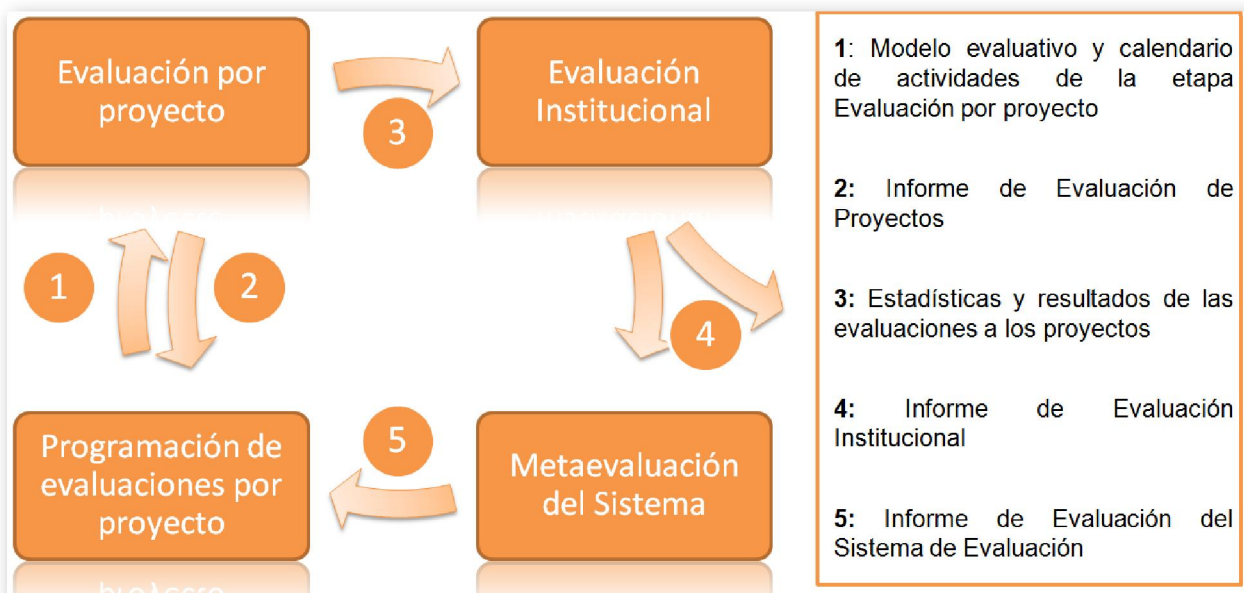 Evaluación por
proyecto
3
Evaluación
Institucional
1
2
4
Programación de
evaluaciones por
proyecto
5
Metaevaluación
del Sistema
1: Modelo evaluativo y calendario
de actividades de la etapa
Evaluación por proyecto
2: Informe de Evaluación de
Proyectos
3: Estadísticas y resultados de las
evaluaciones a los proyectos
4: Informe de Evaluación
Institucional
5: Informe de Evaluación del
Sistema de Evaluación